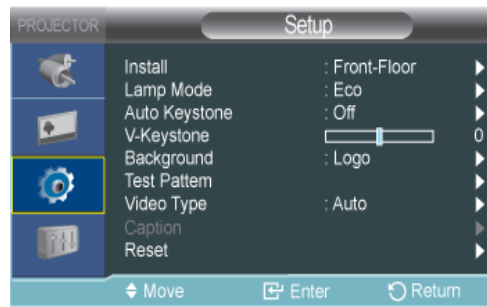 PROJECTOR Setup
Install : Front-Floor
Lamp Mode : Eco
Auto Keystone : Off
V-Keystone 0
Background : Logo
Test Pattem
Video Type : Auto
Caption
Reset
Move Enter Return